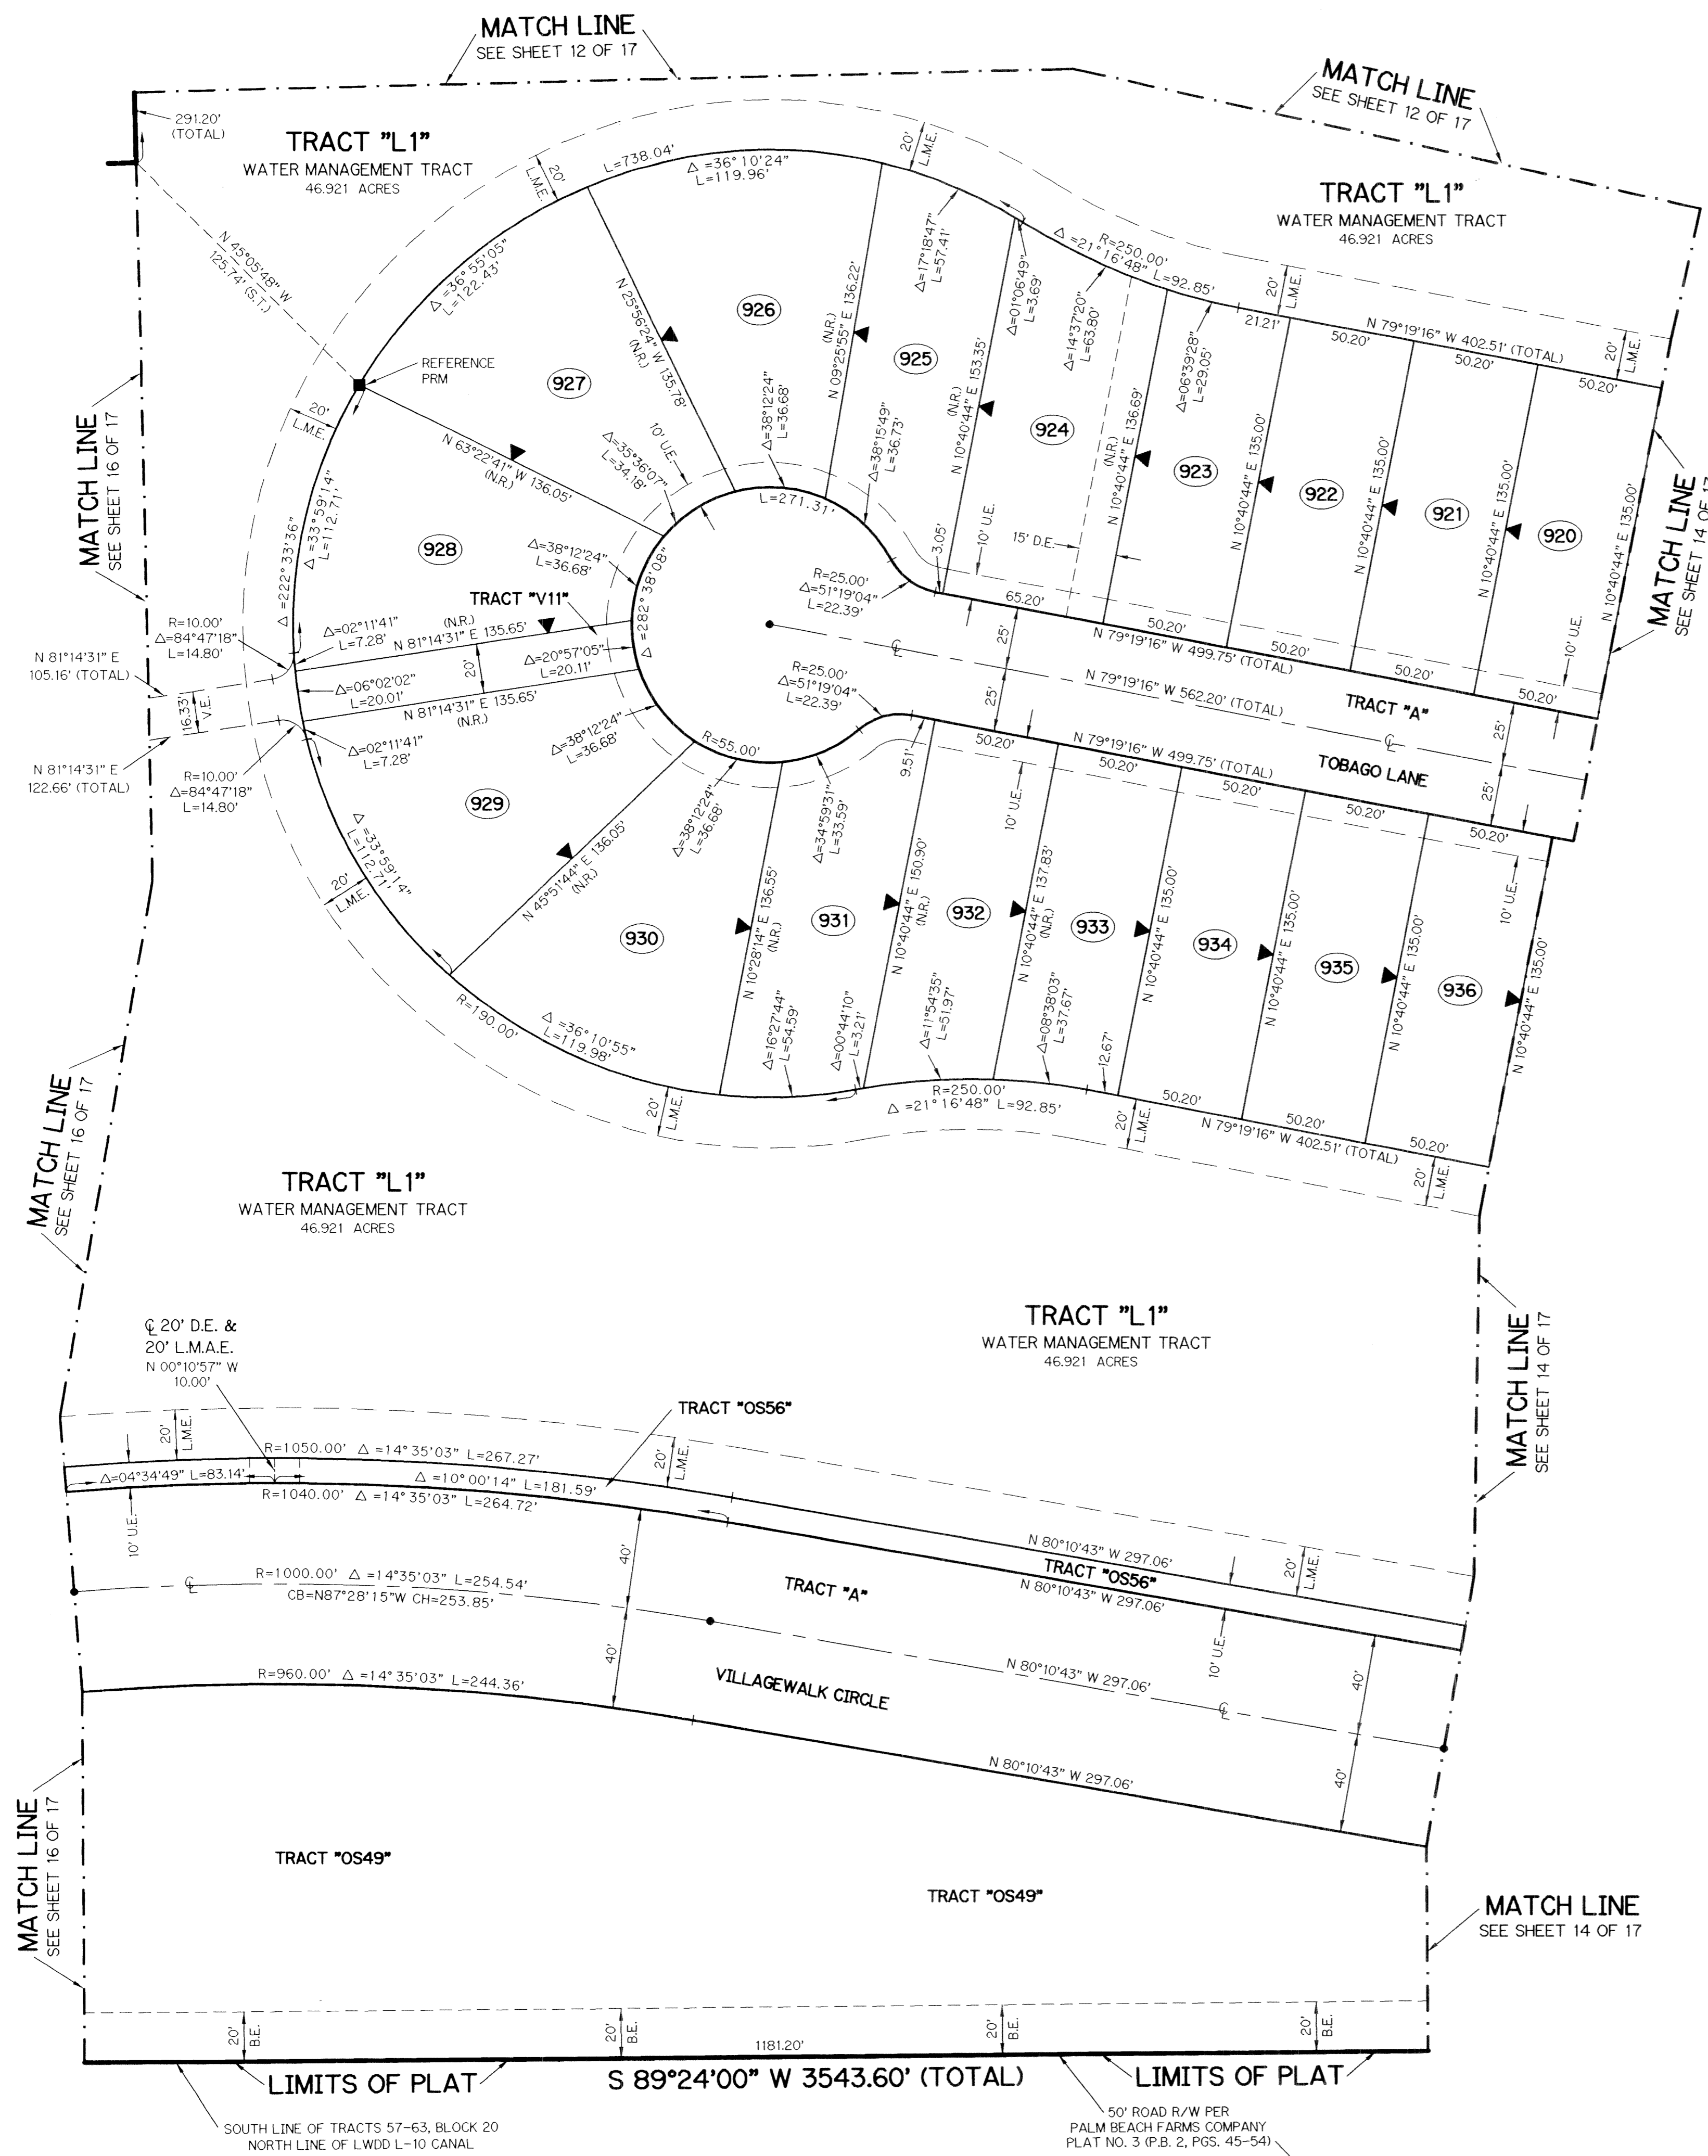 MATCH LINE
SEE SHEET 12 OF 17
MATCH LINE
SEE SHEET 12 OF 17
291.20'
(TOTAL)
TRACT "L1"
WATER MANAGEMENT TRACT
46.921 ACRES
TRACT "L1"
WATER MANAGEMENT TRACT
46.921 ACRES
20'
L.M.E.
L=738.04'
Δ =36°10'24"
L=119.96'
20'
L.M.E.
N 45°05'48" W
125.74' (S.T.)
Δ =36°55'05"
L=122.43'
N 25°56'24" W 135.78'
(N.R.)
926
N 09°25'55" E 136.22'
(N.R.)
Δ=17°18'47"
L=57.41'
925
N 10°40'44" E 153.35'
(N.R.)
Δ=01°06'49"
L=3.69'
R=250.00'
Δ =21°16'48" L=92.85'
Δ=14°37'20"
L=63.80'
924
N 10°40'44" E 136.69'
(N.R.)
Δ=06°39'28"
L=29.05'
923
20'
L.M.E.
21.21'
N 79°19'16" W 402.51' (TOTAL)
50.20'
50.20'
50.20'
20'
L.M.E.
N 10°40'44" E 135.00'
922
N 10°40'44" E 135.00'
921
N 10°40'44" E 135.00'
920
N 10°40'44" E 135.00'
MATCH LINE
SEE SHEET 14 OF 17
REFERENCE
PRM
927
20'
L.M.E.
MATCH LINE
SEE SHEET 16 OF 17
N 63°22'41" W 136.05'
(N.R.)
Δ=35°36'07"
L=34.18'
10' U.E.
Δ=38°12'24"
L=36.68'
Δ=38°15'49"
L=36.73'
L=271.31'
Δ=33°59'14"
L=112.71'
Δ =222°33'36"
928
Δ=38°12'24"
L=36.68'
Δ =282°38'08"
3.05'
10' U.E.
15' D.E.
R=25.00'
Δ=51°19'04"
L=22.39'
65.20'
50.20'
50.20'
50.20'
50.20'
N 79°19'16" W 499.75' (TOTAL)
10' U.E.
TRACT "V11"
(N.R.)
N 81°14'31" E 135.65'
R=10.00'
Δ=84°47'18"
L=14.80'
Δ=02°11'41"
L=7.28'
N 81°14'31" E
105.16' (TOTAL)
16.33'
V.E.
Δ=06°02'02"
L=20.01'
20'
Δ=20°57'05"
L=20.11'
N 81°14'31" E 135.65'
(N.R.)
25'
25'
℄
N 79°19'16" W 562.20' (TOTAL)
TRACT "A"
℄
TOBAGO LANE
25'
25'
R=25.00'
Δ=51°19'04"
L=22.39'
N 81°14'31" E
122.66' (TOTAL)
R=10.00'
Δ=84°47'18"
L=14.80'
Δ=02°11'41"
L=7.28'
Δ=38°12'24"
L=36.68'
R=55.00'
9.51'
50.20'
N 79°19'16" W 499.75' (TOTAL)
50.20'
50.20'
50.20'
50.20'
929
Δ =33°59'14"
L=112.71'
20'
L.M.E.
N 45°51'44" E 136.05'
(N.R.)
Δ=38°12'24"
L=36.68'
Δ=34°59'31"
L=33.59'
10' U.E.
10' U.E.
930
N 10°28'14" E 136.55'
(N.R.)
931
N 10°40'44" E 150.90'
(N.R.)
932
N 10°40'44" E 137.83'
(N.R.)
933
N 10°40'44" E 135.00'
934
N 10°40'44" E 135.00'
935
N 10°40'44" E 135.00'
936
N 10°40'44" E 135.00'
R=190.00'
Δ =36°10'55"
L=119.98'
Δ=16°27'44"
L=54.59'
Δ=00°44'10"
L=3.21'
Δ=11°54'35"
L=51.97'
Δ=08°38'03"
L=37.67'
12.67'
R=250.00'
Δ =21°16'48" L=92.85'
50.20'
50.20'
50.20'
N 79°19'16" W 402.51' (TOTAL)
20'
L.M.E.
20'
L.M.E.
20'
L.M.E.
MATCH LINE
SEE SHEET 16 OF 17
TRACT "L1"
WATER MANAGEMENT TRACT
46.921 ACRES
TRACT "L1"
WATER MANAGEMENT TRACT
46.921 ACRES
MATCH LINE
SEE SHEET 14 OF 17
℄ 20' D.E. &
20' L.M.A.E.
N 00°10'57" W
10.00'
TRACT "OS56"
20'
L.M.E.
R=1050.00' Δ =14°35'03" L=267.27'
20'
L.M.E.
Δ=04°34'49" L=83.14'
Δ =10°00'14" L=181.59'
R=1040.00' Δ =14°35'03" L=264.72'
10' U.E.
N 80°10'43" W 297.06'
TRACT "OS56"
N 80°10'43" W 297.06'
20'
L.M.E.
℄
R=1000.00' Δ =14°35'03" L=254.54'
CB=N87°28'15"W CH=253.85'
40'
40'
TRACT "A"
10' U.E.
N 80°10'43" W 297.06'
℄
40'
40'
R=960.00' Δ =14°35'03" L=244.36'
VILLAGEWALK CIRCLE
N 80°10'43" W 297.06'
MATCH LINE
SEE SHEET 16 OF 17
TRACT "OS49"
TRACT "OS49"
MATCH LINE
SEE SHEET 14 OF 17
20'
B.E.
20'
B.E.
20'
B.E.
20'
B.E.
1181.20'
LIMITS OF PLAT
S 89°24'00" W 3543.60' (TOTAL)
LIMITS OF PLAT
SOUTH LINE OF TRACTS 57-63, BLOCK 20
NORTH LINE OF LWDD L-10 CANAL
50' ROAD R/W PER
PALM BEACH FARMS COMPANY
PLAT NO. 3 (P.B. 2, PGS. 45-54)